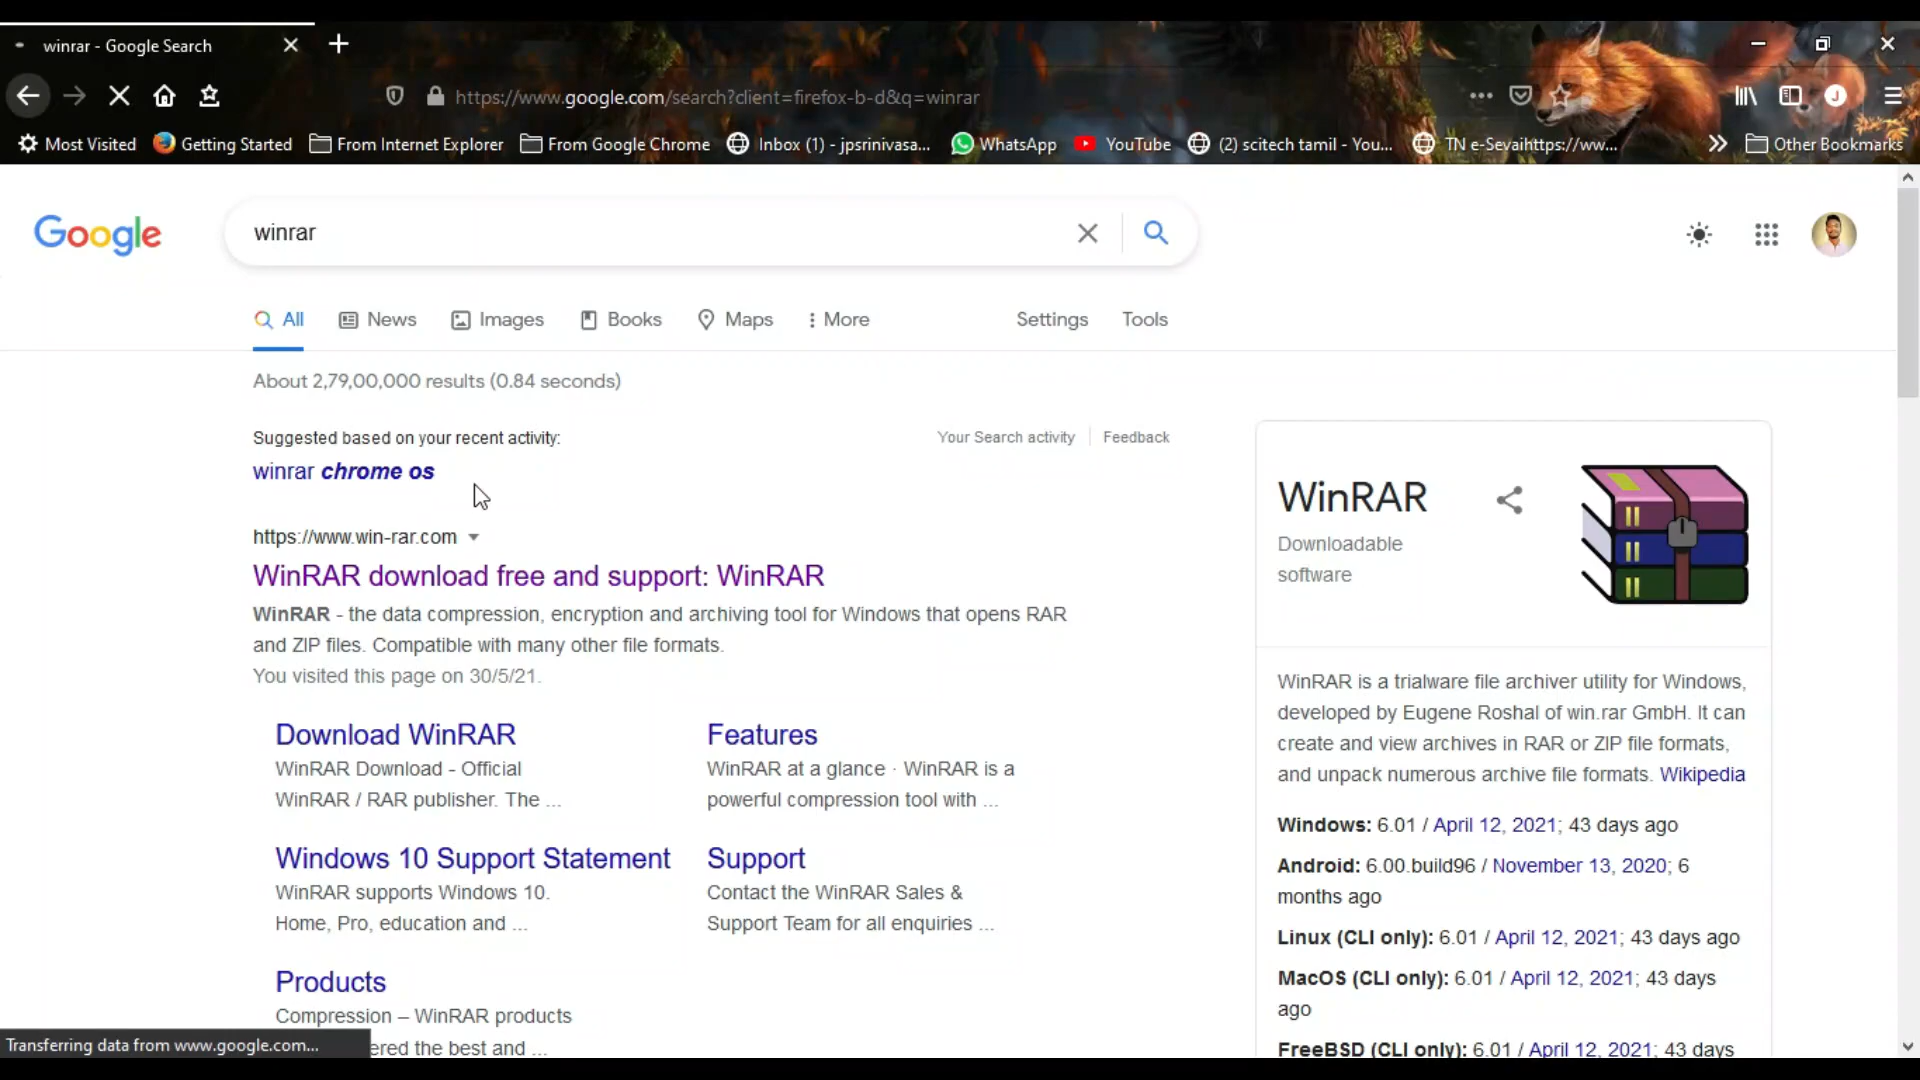 winrar - Google Search
https://www.google.com/search?client=firefox-b-d&q=winrar
J
Most Visited
Getting Started
From Internet Explorer
From Google Chrome
Inbox (1) - jpsrinivasa...
WhatsApp
YouTube
(2) scitech tamil - You...
TN e-Sevaihttps://ww...
Other Bookmarks
Google
winrar
All
News
Images
Books
Maps
More
Settings
Tools
About 2,79,00,000 results (0.84 seconds)
Suggested based on your recent activity:
Your Search activity
Feedback
winrar chrome os
https://www.win-rar.com
WinRAR download free and support: WinRAR
WinRAR - the data compression, encryption and archiving tool for Windows that opens RAR
and ZIP files. Compatible with many other file formats.
You visited this page on 30/5/21.
Download WinRAR
WinRAR Download - Official
WinRAR / RAR publisher. The ...
Features
WinRAR at a glance · WinRAR is a
powerful compression tool with ...
Windows 10 Support Statement
WinRAR supports Windows 10.
Home, Pro, education and ...
Support
Contact the WinRAR Sales &
Support Team for all enquiries ...
Products
Compression – WinRAR products
ered the best and ...
WinRAR
Downloadable
software
WinRAR is a trialware file archiver utility for Windows,
developed by Eugene Roshal of win.rar GmbH. It can
create and view archives in RAR or ZIP file formats,
and unpack numerous archive file formats. Wikipedia
Windows: 6.01 / April 12, 2021; 43 days ago
Android: 6.00.build96 / November 13, 2020; 6
months ago
Linux (CLI only): 6.01 / April 12, 2021; 43 days ago
MacOS (CLI only): 6.01 / April 12, 2021; 43 days
ago
FreeBSD (CLI only): 6.01 / April 12, 2021; 43 days
Transferring data from www.google.com...